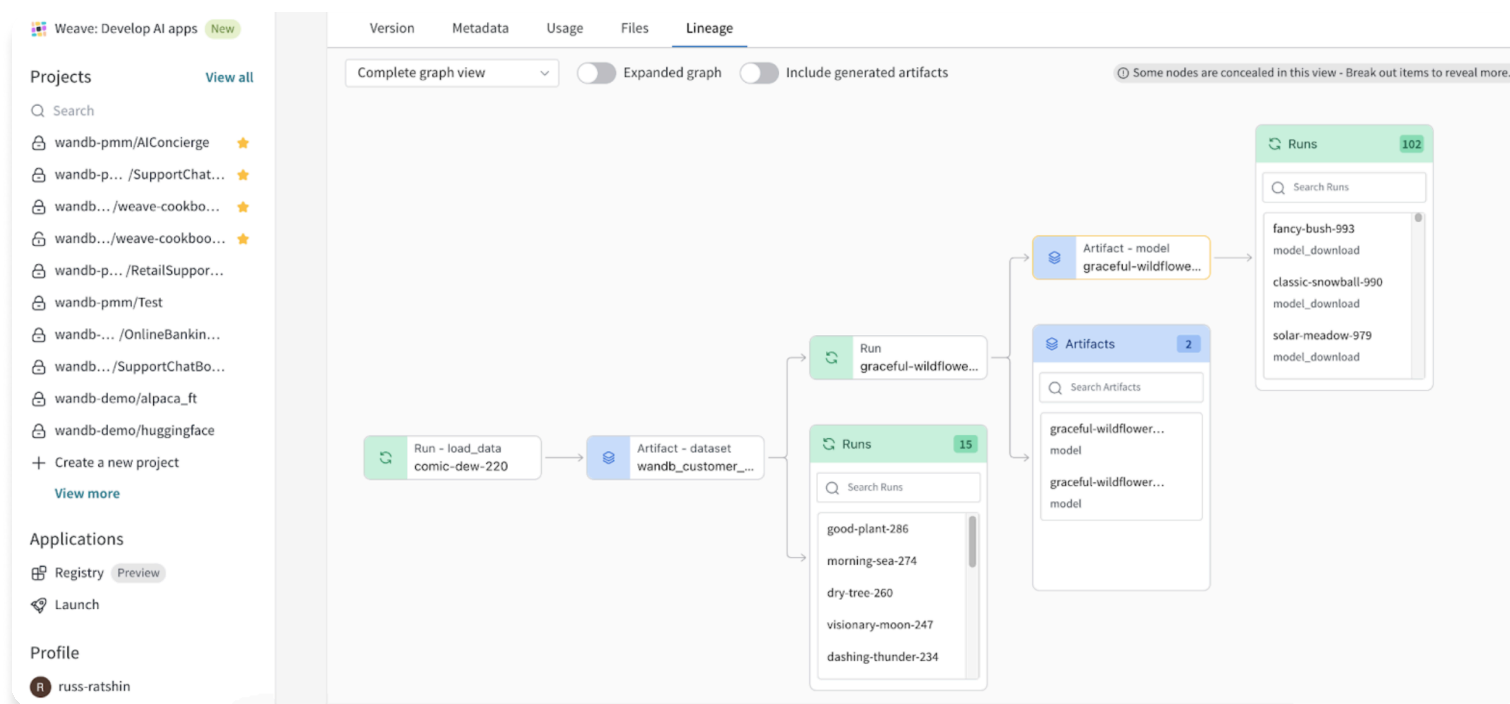 Weave: Develop AI apps New
Projects View all
Search
wandb-pmm/AIConcierge
wandb-p... /SupportChat...
wandb.../weave-cookbo...
wandb.../weave-cookboo...
wandb-p... /RetailSuppor...
wandb-pmm/Test
wandb-... /OnlineBankin...
wandb.../SupportChatBo...
wandb-demo/alpaca_ft
wandb-demo/huggingface
Create a new project
View more
Applications
Registry Preview
Launch
Profile
R russ-ratshin
Version Metadata Usage Files Lineage
Complete graph view Expanded graph Include generated artifacts
Some nodes are concealed in this view - Break out items to reveal more.
Run - load_data
comic-dew-220
Artifact - dataset
wandb_customer_...
Run
graceful-wildflowe...
Runs 15
Search Runs
good-plant-286
morning-sea-274
dry-tree-260
visionary-moon-247
dashing-thunder-234
Artifact - model
graceful-wildflowe...
Artifacts 2
Search Artifacts
graceful-wildflower...
model
graceful-wildflower...
model
Runs 102
Search Runs
fancy-bush-993
model_download
classic-snowball-990
model_download
solar-meadow-979
model_download